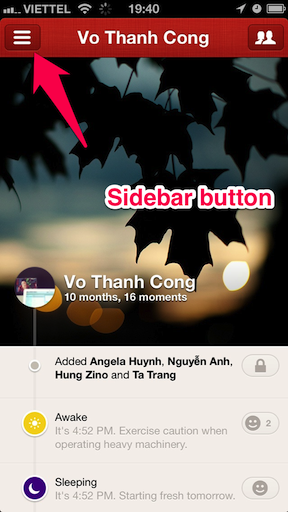 VIETTEL 19:40
Vo Thanh Cong
Sidebar button
Vo Thanh Cong
10 months, 16 moments
Added Angela Huynh, Nguyễn Anh,
Hung Zino and Ta Trang
Awake
It's 4:52 PM. Exercise caution when
operating heavy machinery.
2
Sleeping
It's 4:52 PM. Starting fresh tomorrow.